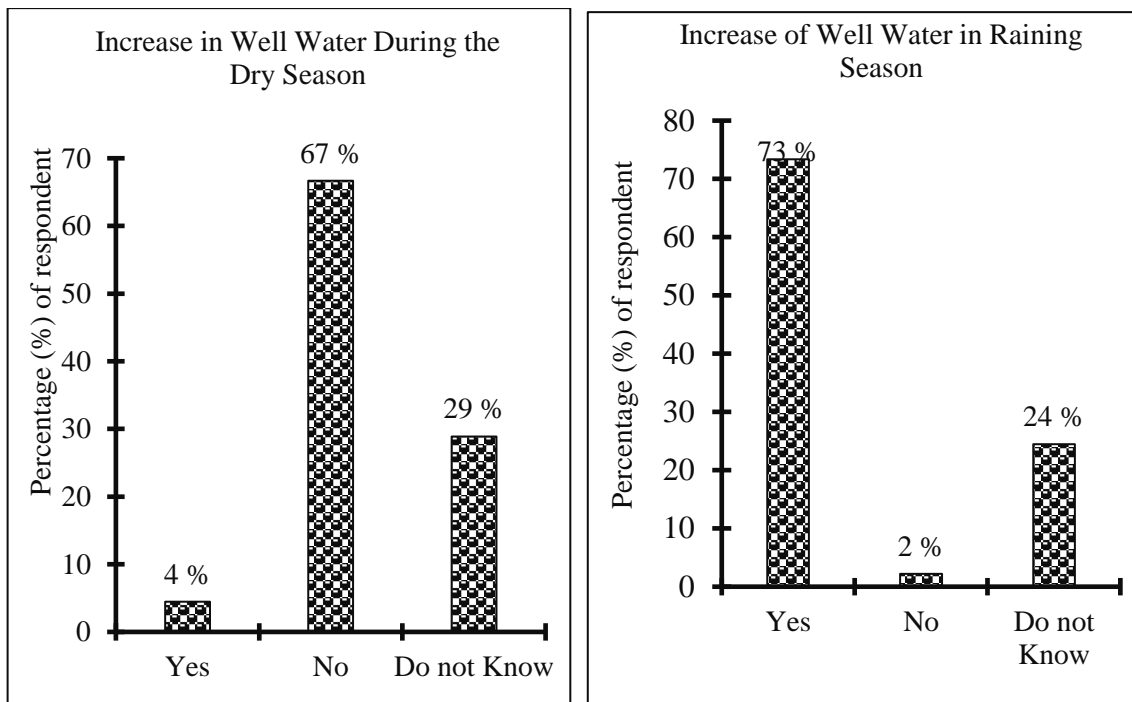 Increase in Well Water During the
Dry Season
Percentage (%) of respondent
70
60
50
40
30
20
10
0
67 %
29 %
4 %
Yes
No
Do not Know
Increase of Well Water in Raining
Season
Percentage (%) of respondent
80
70
60
50
40
30
20
10
0
73 %
24 %
2 %
Yes
No
Do not
Know